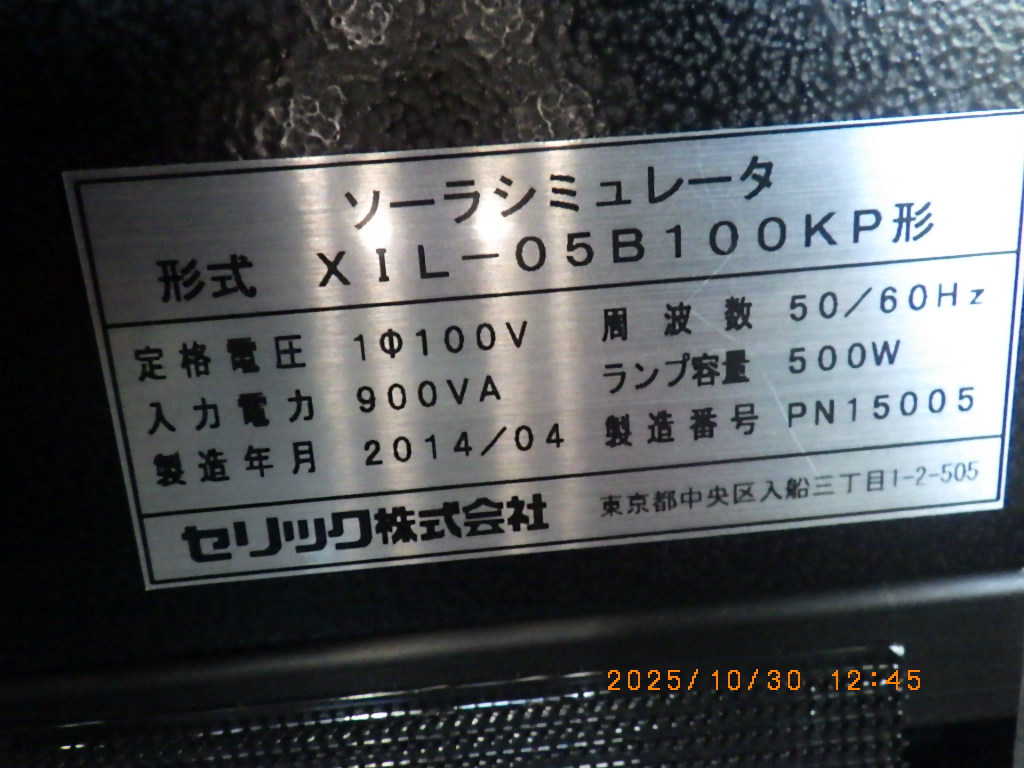 ソーラシミュレータ
形式 XIL-05B100KP形
定格電圧 1Φ100V 周波数 50/60Hz
入力電力 900VA ランプ容量 500W
製造年月 2014/04 製造番号 PN15005
セリック株式会社 東京都中央区入船三丁目1-2-505
2025/10/30 12:45